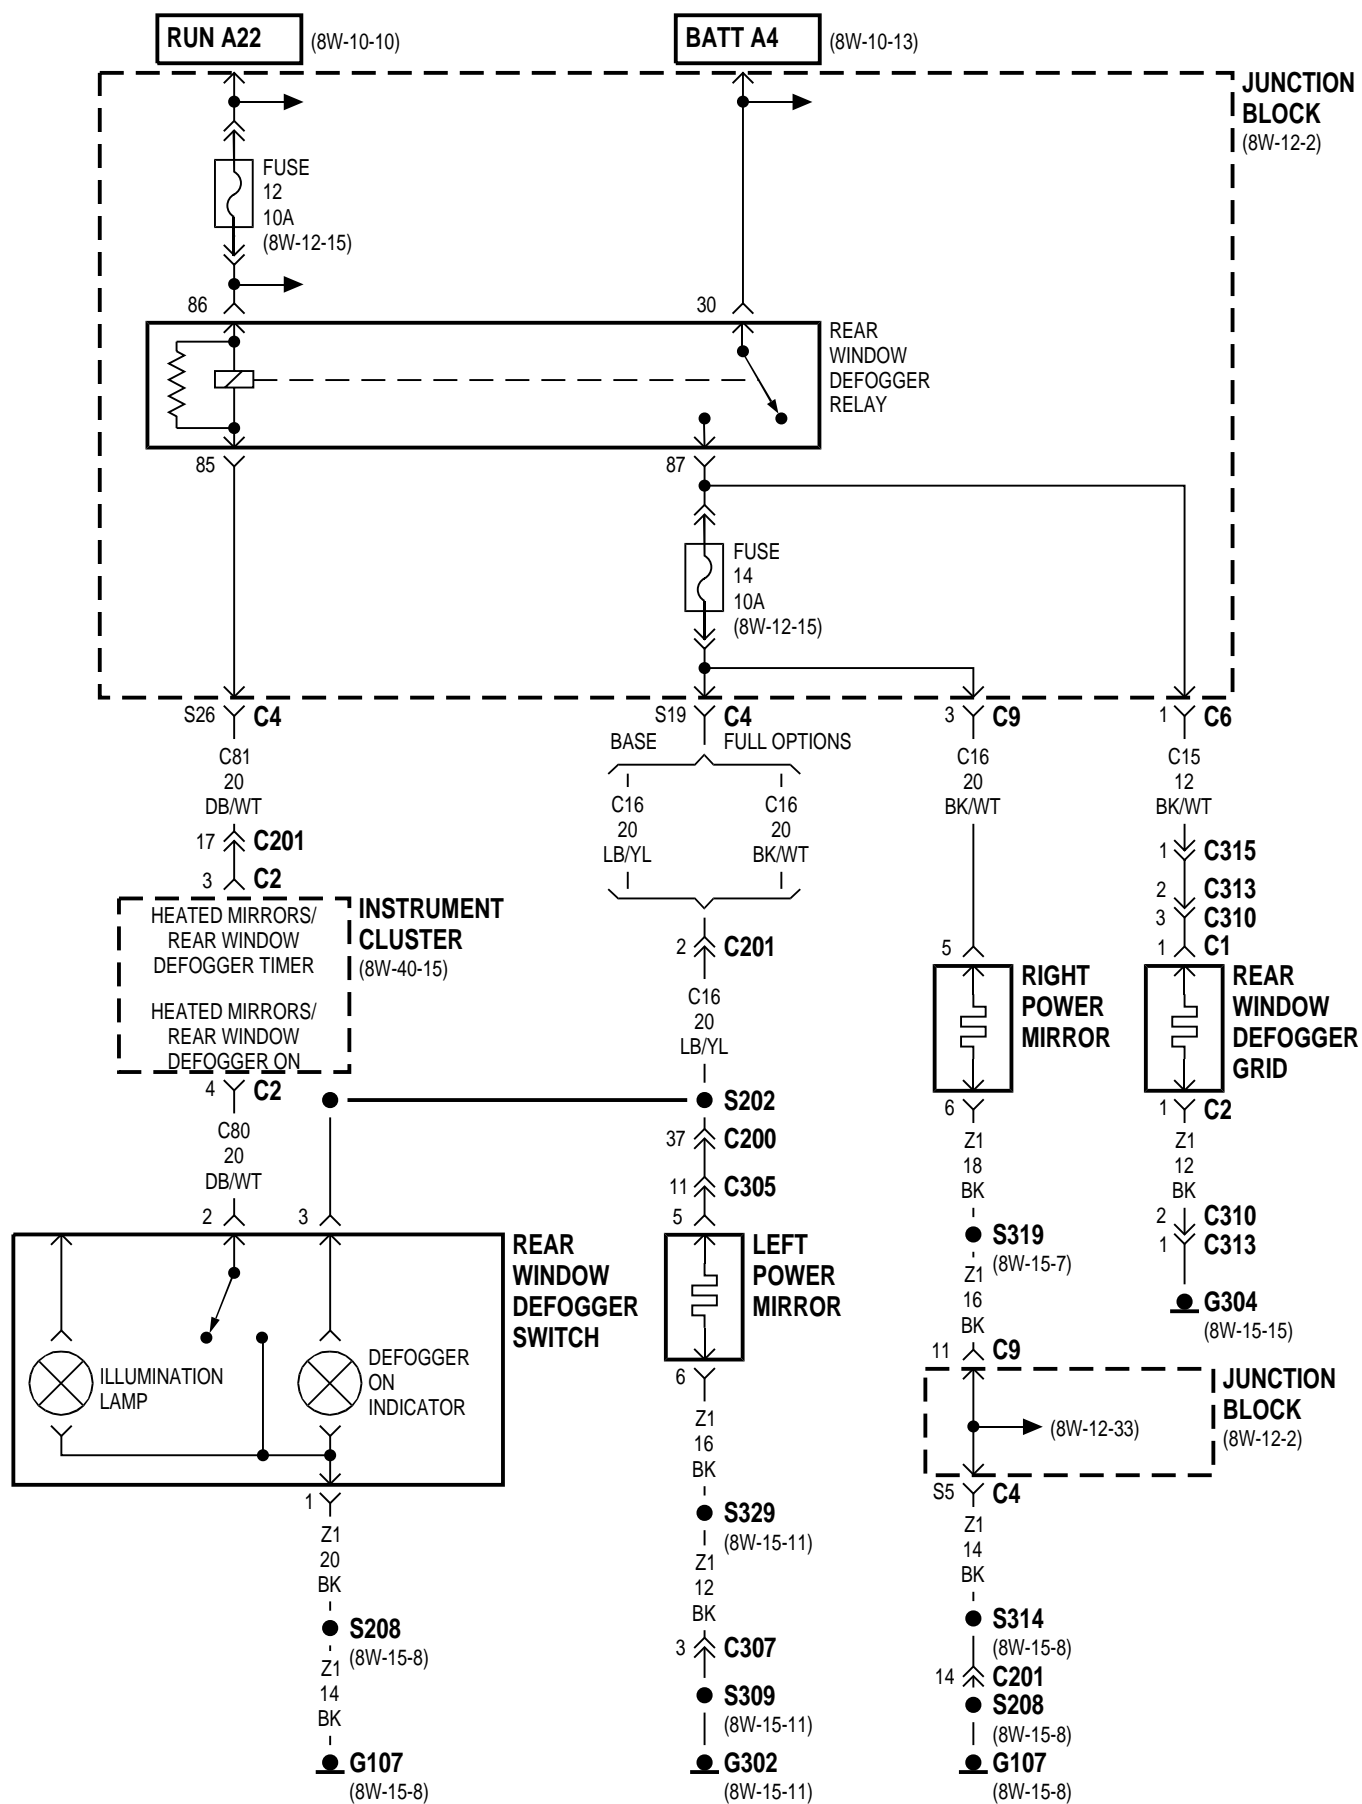 RUN A22
(8W-10-10)
BATT A4
(8W-10-13)
JUNCTION
BLOCK
(8W-12-2)
FUSE
12
10A
(8W-12-15)
86
30
REAR
WINDOW
DEFOGGER
RELAY
85
87
FUSE
14
10A
(8W-12-15)
S26
C4
S19
C4
3
C9
1
C6
BASE
FULL OPTIONS
C81
20
DB/WT
C16
20
LB/YL
C16
20
BK/WT
C16
20
BK/WT
C15
12
BK/WT
17
C201
3
C2
1
C315
2
C313
3
C310
1
C1
HEATED MIRRORS/
REAR WINDOW
DEFOGGER TIMER
HEATED MIRRORS/
REAR WINDOW
DEFOGGER ON
INSTRUMENT
CLUSTER
(8W-40-15)
2
C201
C16
20
LB/YL
5
RIGHT
POWER
MIRROR
REAR
WINDOW
DEFOGGER
GRID
4
C2
C80
20
DB/WT
S202
37
C200
11
C305
6
Z1
18
BK
1
C2
Z1
12
BK
2
3
5
S319
(8W-15-7)
Z1
16
BK
2
C310
1
C313
G304
(8W-15-15)
REAR
WINDOW
DEFOGGER
SWITCH
LEFT
POWER
MIRROR
ILLUMINATION
LAMP
DEFOGGER
ON
INDICATOR
11
C9
JUNCTION
BLOCK
(8W-12-2)
(8W-12-33)
6
Z1
16
BK
S5
C4
Z1
14
BK
1
Z1
20
BK
S329
(8W-15-11)
Z1
12
BK
S208
(8W-15-8)
Z1
14
BK
3
C307
S309
(8W-15-11)
S314
(8W-15-8)
14
C201
S208
(8W-15-8)
G107
(8W-15-8)
G302
(8W-15-11)
G107
(8W-15-8)